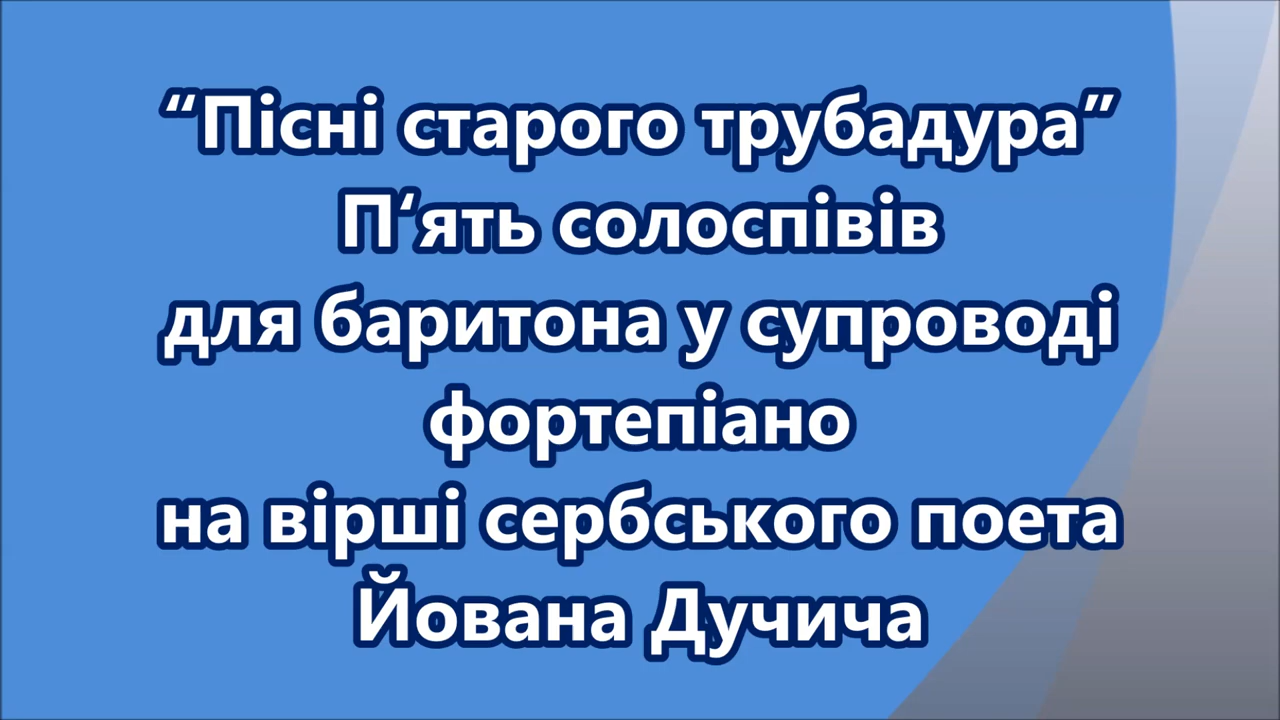 “Пісні старого трубадура”
П‘ять солоспівів
для баритона у супроводі
фортепіано
на вірші сербського поета
Йована Дучича